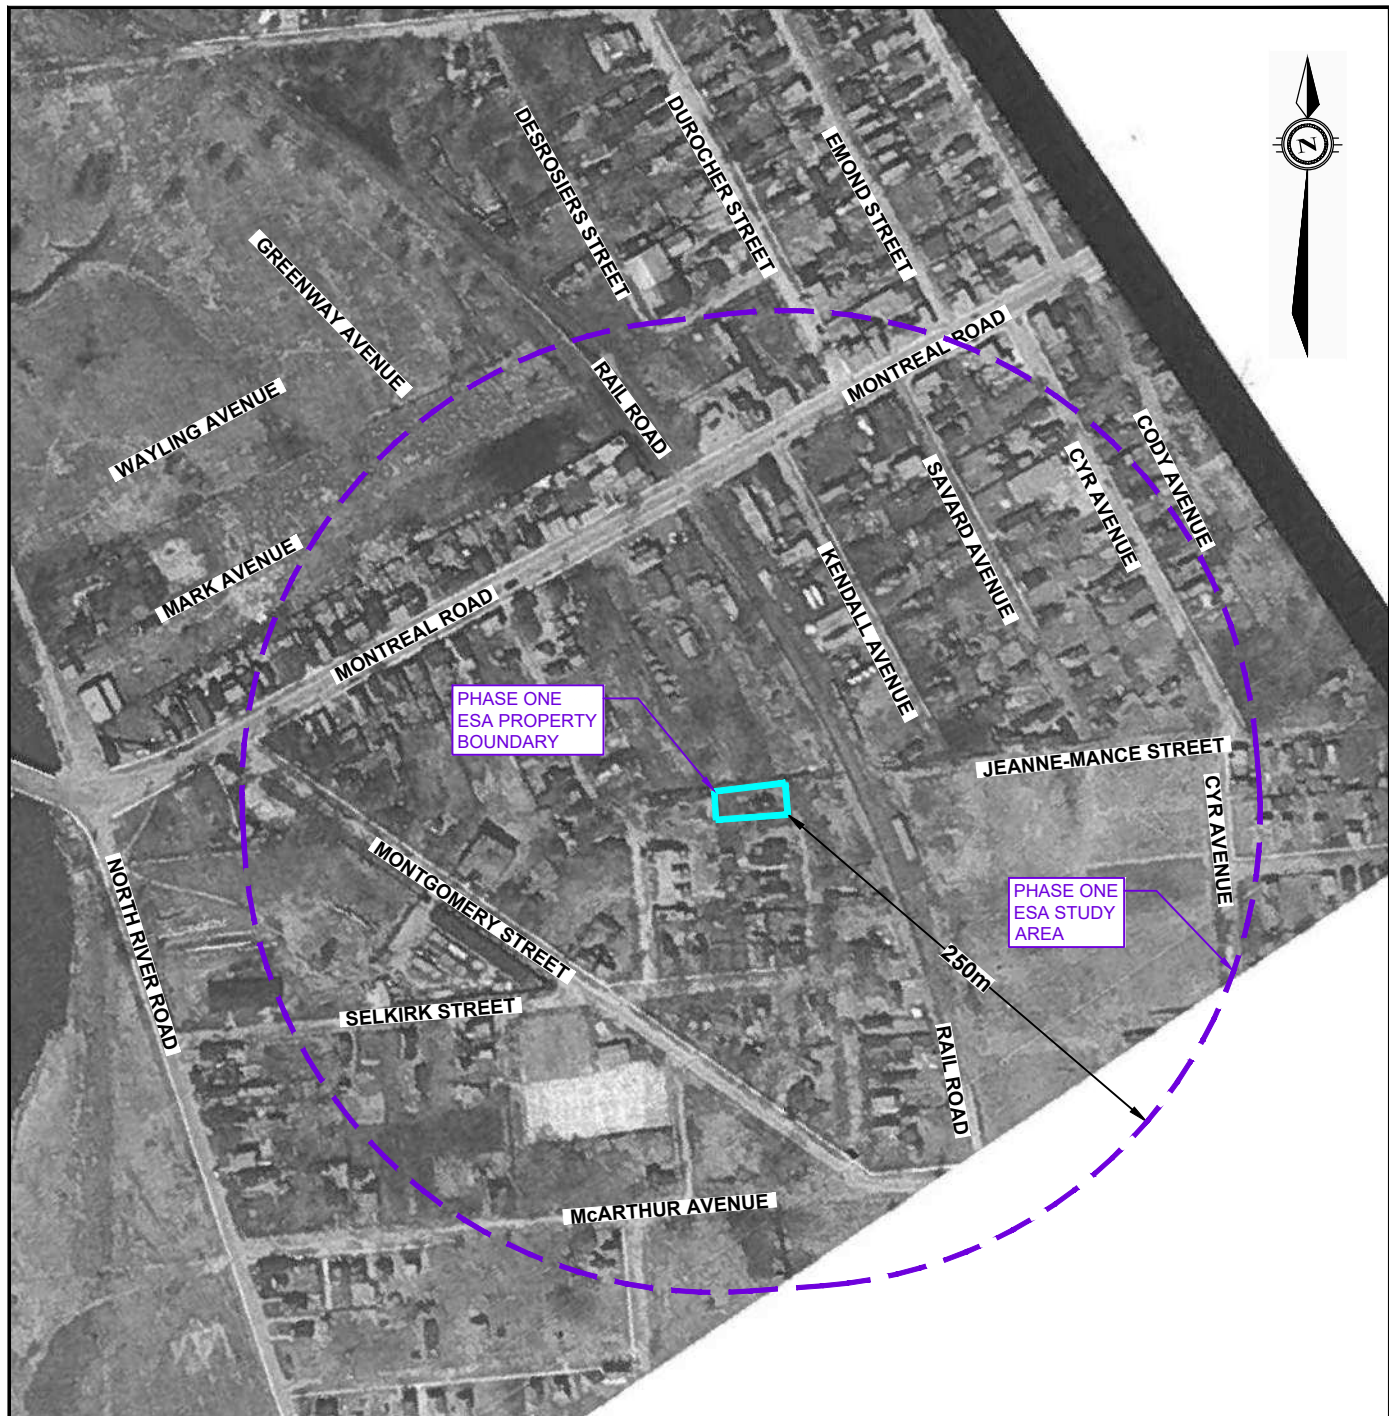 DESROSIERS STREET
DUROCHER STREET
EMOND STREET
N
GREENWAY AVENUE
WAYLING AVENUE
RAIL ROAD
MONTREAL ROAD
CODY AVENUE
CYR AVENUE
SAVARD AVENUE
KENDALL AVENUE
MARK AVENUE
MONTREAL ROAD
PHASE ONE
ESA PROPERTY
BOUNDARY
JEANNE-MANCE STREET
CYR AVENUE
MONTGOMERY STREET
NORTH RIVER ROAD
PHASE ONE
ESA STUDY
AREA
250m
SELKIRK STREET
RAIL ROAD
McARTHUR AVENUE